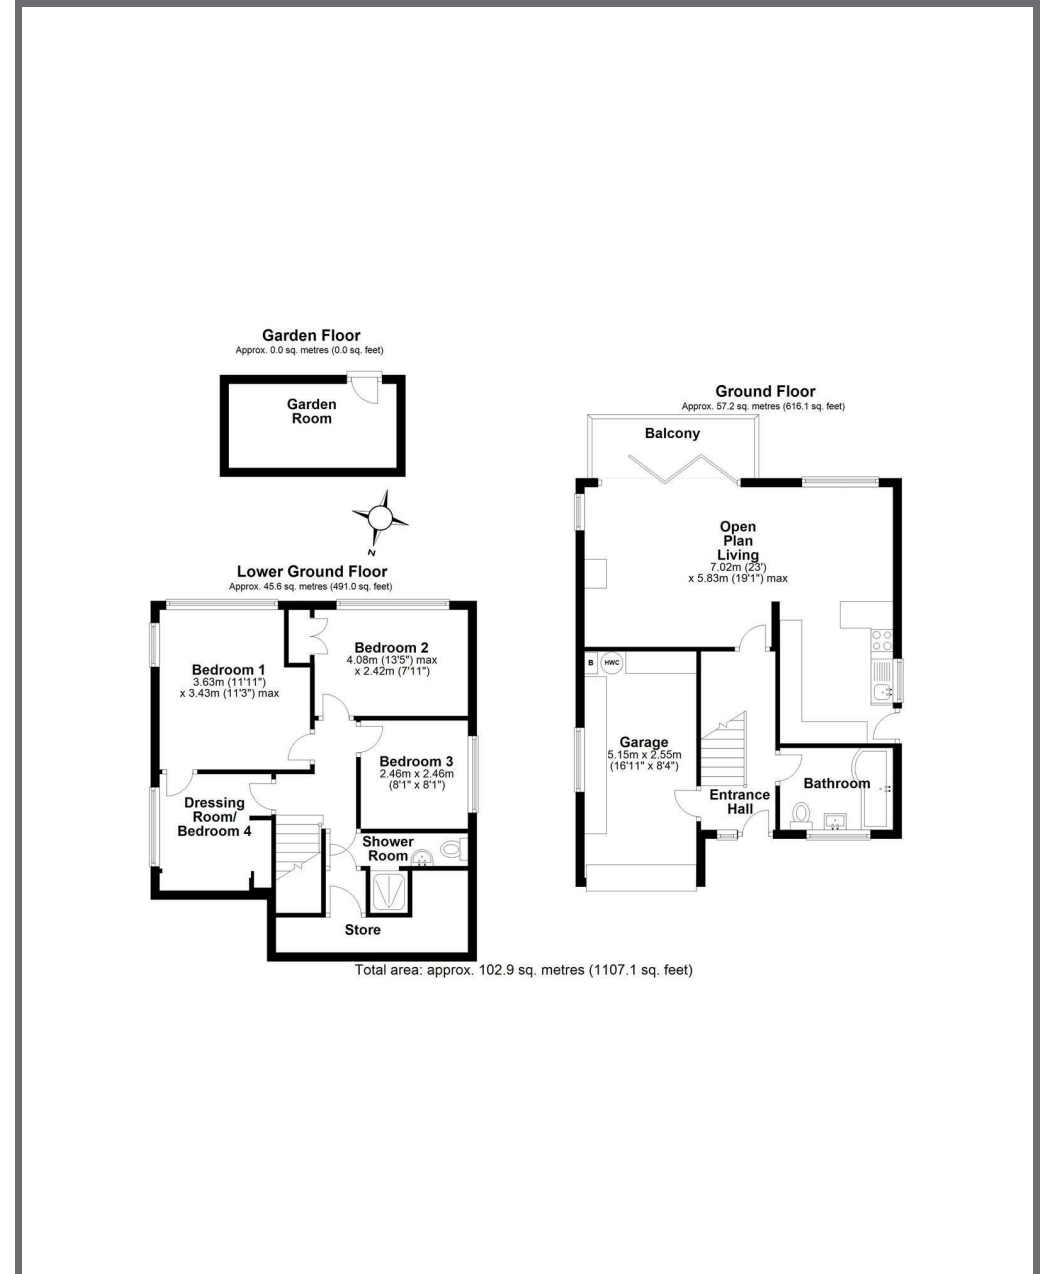 Garden Floor
Approx. 0.0 sq. metres (0.0 sq. feet)
Garden
Room
N
Lower Ground Floor
Approx. 45.6 sq. metres (491.0 sq. feet)
Bedroom 1
3.63m (11'11")
x 3.43m (11'3") max
Bedroom 2
4.08m (13'5") max
x 2.42m (7'11")
Bedroom 3
2.46m x 2.46m
(8'1" x 8'1")
Dressing
Room/
Bedroom 4
Shower
Room
Store
Ground Floor
Approx. 57.2 sq. metres (616.1 sq. feet)
Balcony
Open
Plan
Living
7.02m (23')
x 5.83m (19'1") max
B
HWC
Garage
5.15m x 2.55m
(16'11" x 8'4")
Entrance
Hall
Bathroom
Total area: approx. 102.9 sq. metres (1107.1 sq. feet)